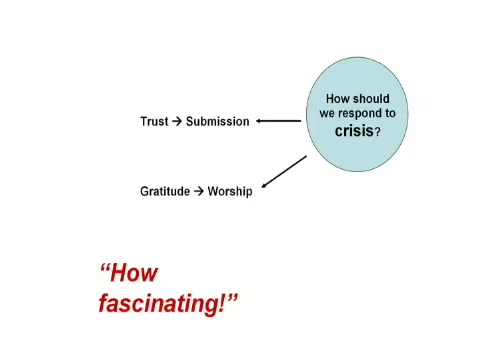 How should
we respond to
crisis?
Trust → Submission
Gratitude → Worship
“How
fascinating!”